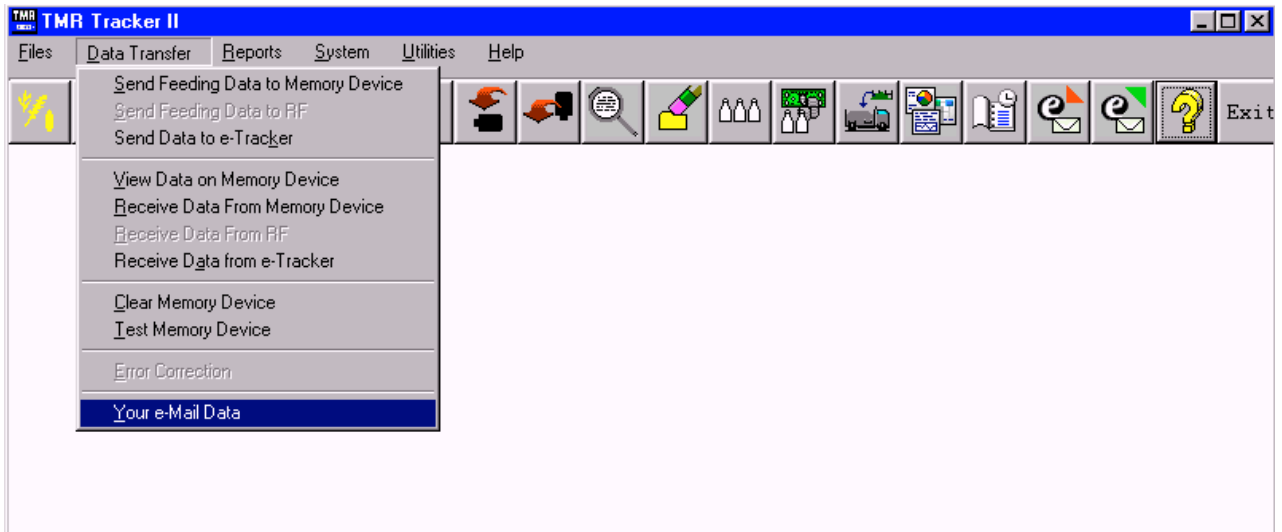 TMR
TMR Tracker II
Files Data Transfer Reports System Utilities Help
Send Feeding Data to Memory Device
Send Feeding Data to RF
Send Data to e-Tracker
View Data on Memory Device
Receive Data From Memory Device
Receive Data From RF
Receive Data from e-Tracker
Clear Memory Device
Test Memory Device
Error Correction
Your e-Mail Data
Exit